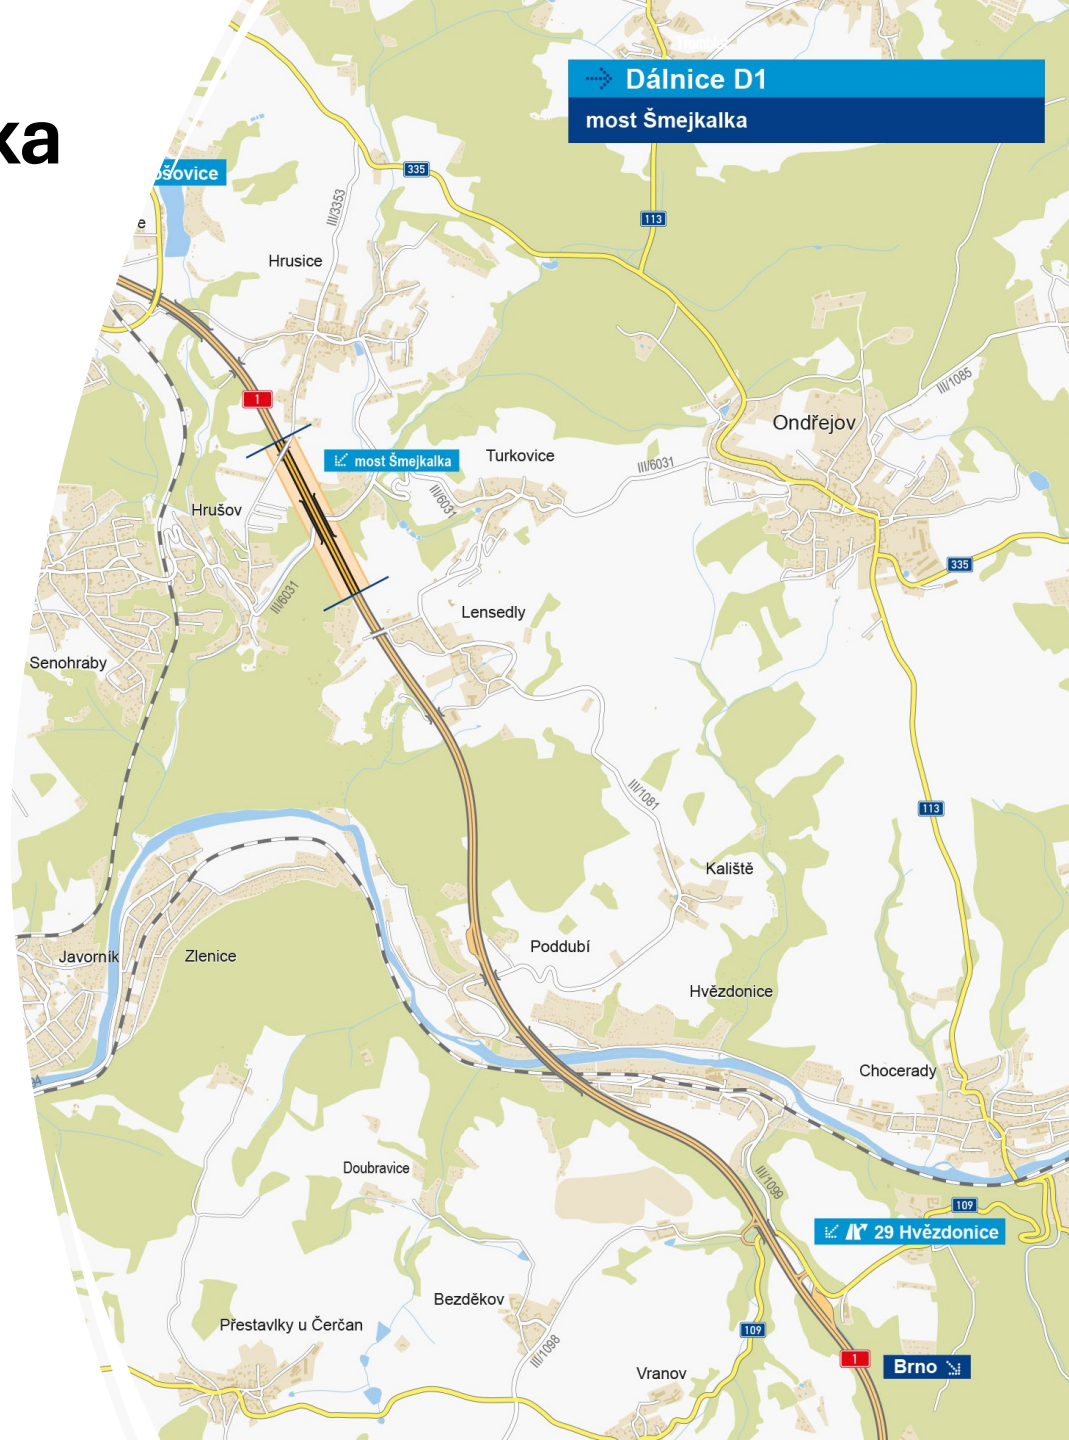 Dálnice D1
most Šmejkalka
ka
ošovice
335
113
e
III/3353
Hrusice
1
III/1085
Ondřejov
most Šmejkalka
Turkovice
III/6031
III/6031
Hrušov
335
III/6031
Lensedly
Senohraby
III/1081
113
Kaliště
Poddubí
Javorník
Zlenice
Hvězdonice
Chocerady
Doubravice
III/1099
109
29 Hvězdonice
Bezděkov
Přestavlky u Čerčan
109
III/1098
1
Brno
Vranov